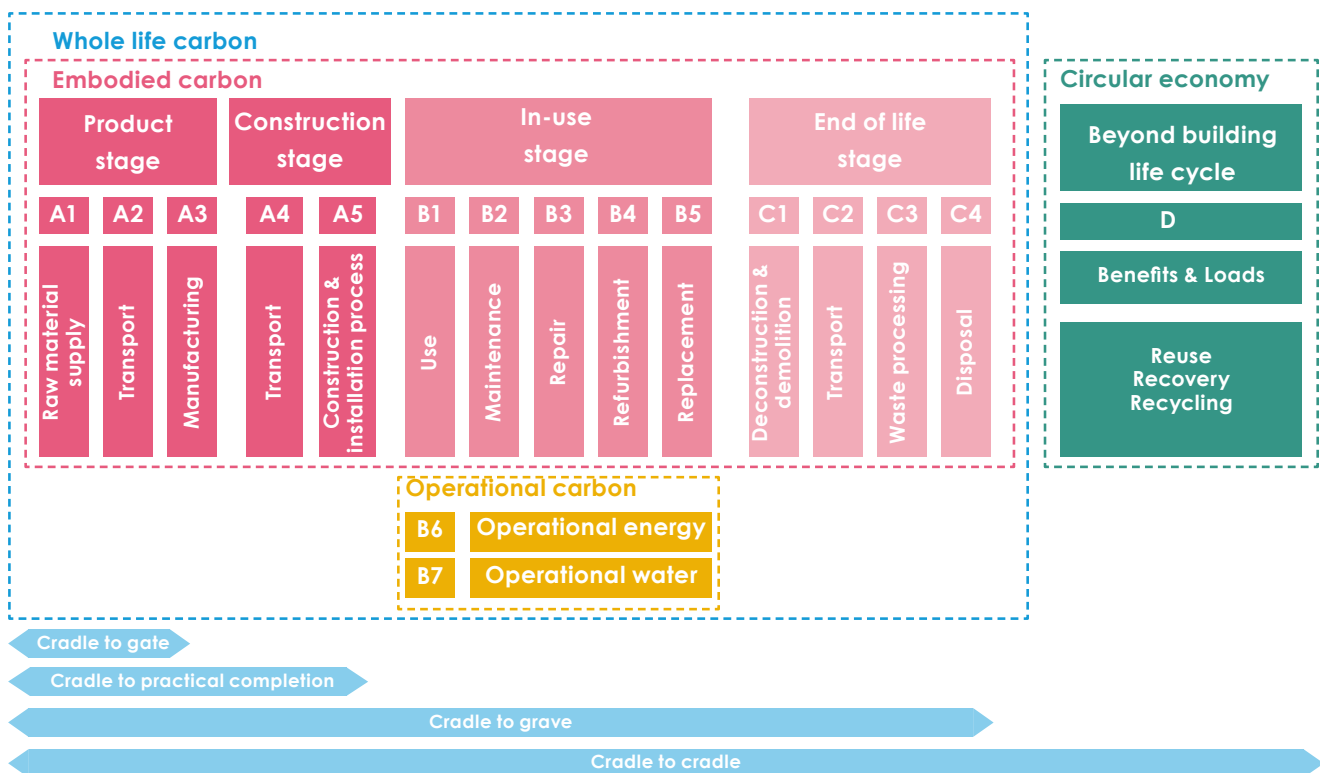 Whole life carbon
Embodied carbon
Circular economy
Product
stage
Construction
stage
In-use
stage
End of life
stage
Beyond building
life cycle
A1
A2
A3
A4
A5
B1
B2
B3
B4
B5
C1
C2
C3
C4
D
Raw material
supply
Transport
Manufacturing
Transport
Construction &
installation process
Use
Maintenance
Repair
Refurbishment
Replacement
Deconstruction &
demolition
Transport
Waste processing
Disposal
Benefits & Loads
Reuse
Recovery
Recycling
Operational carbon
B6
Operational energy
B7
Operational water
Cradle to gate
Cradle to practical completion
Cradle to grave
Cradle to cradle